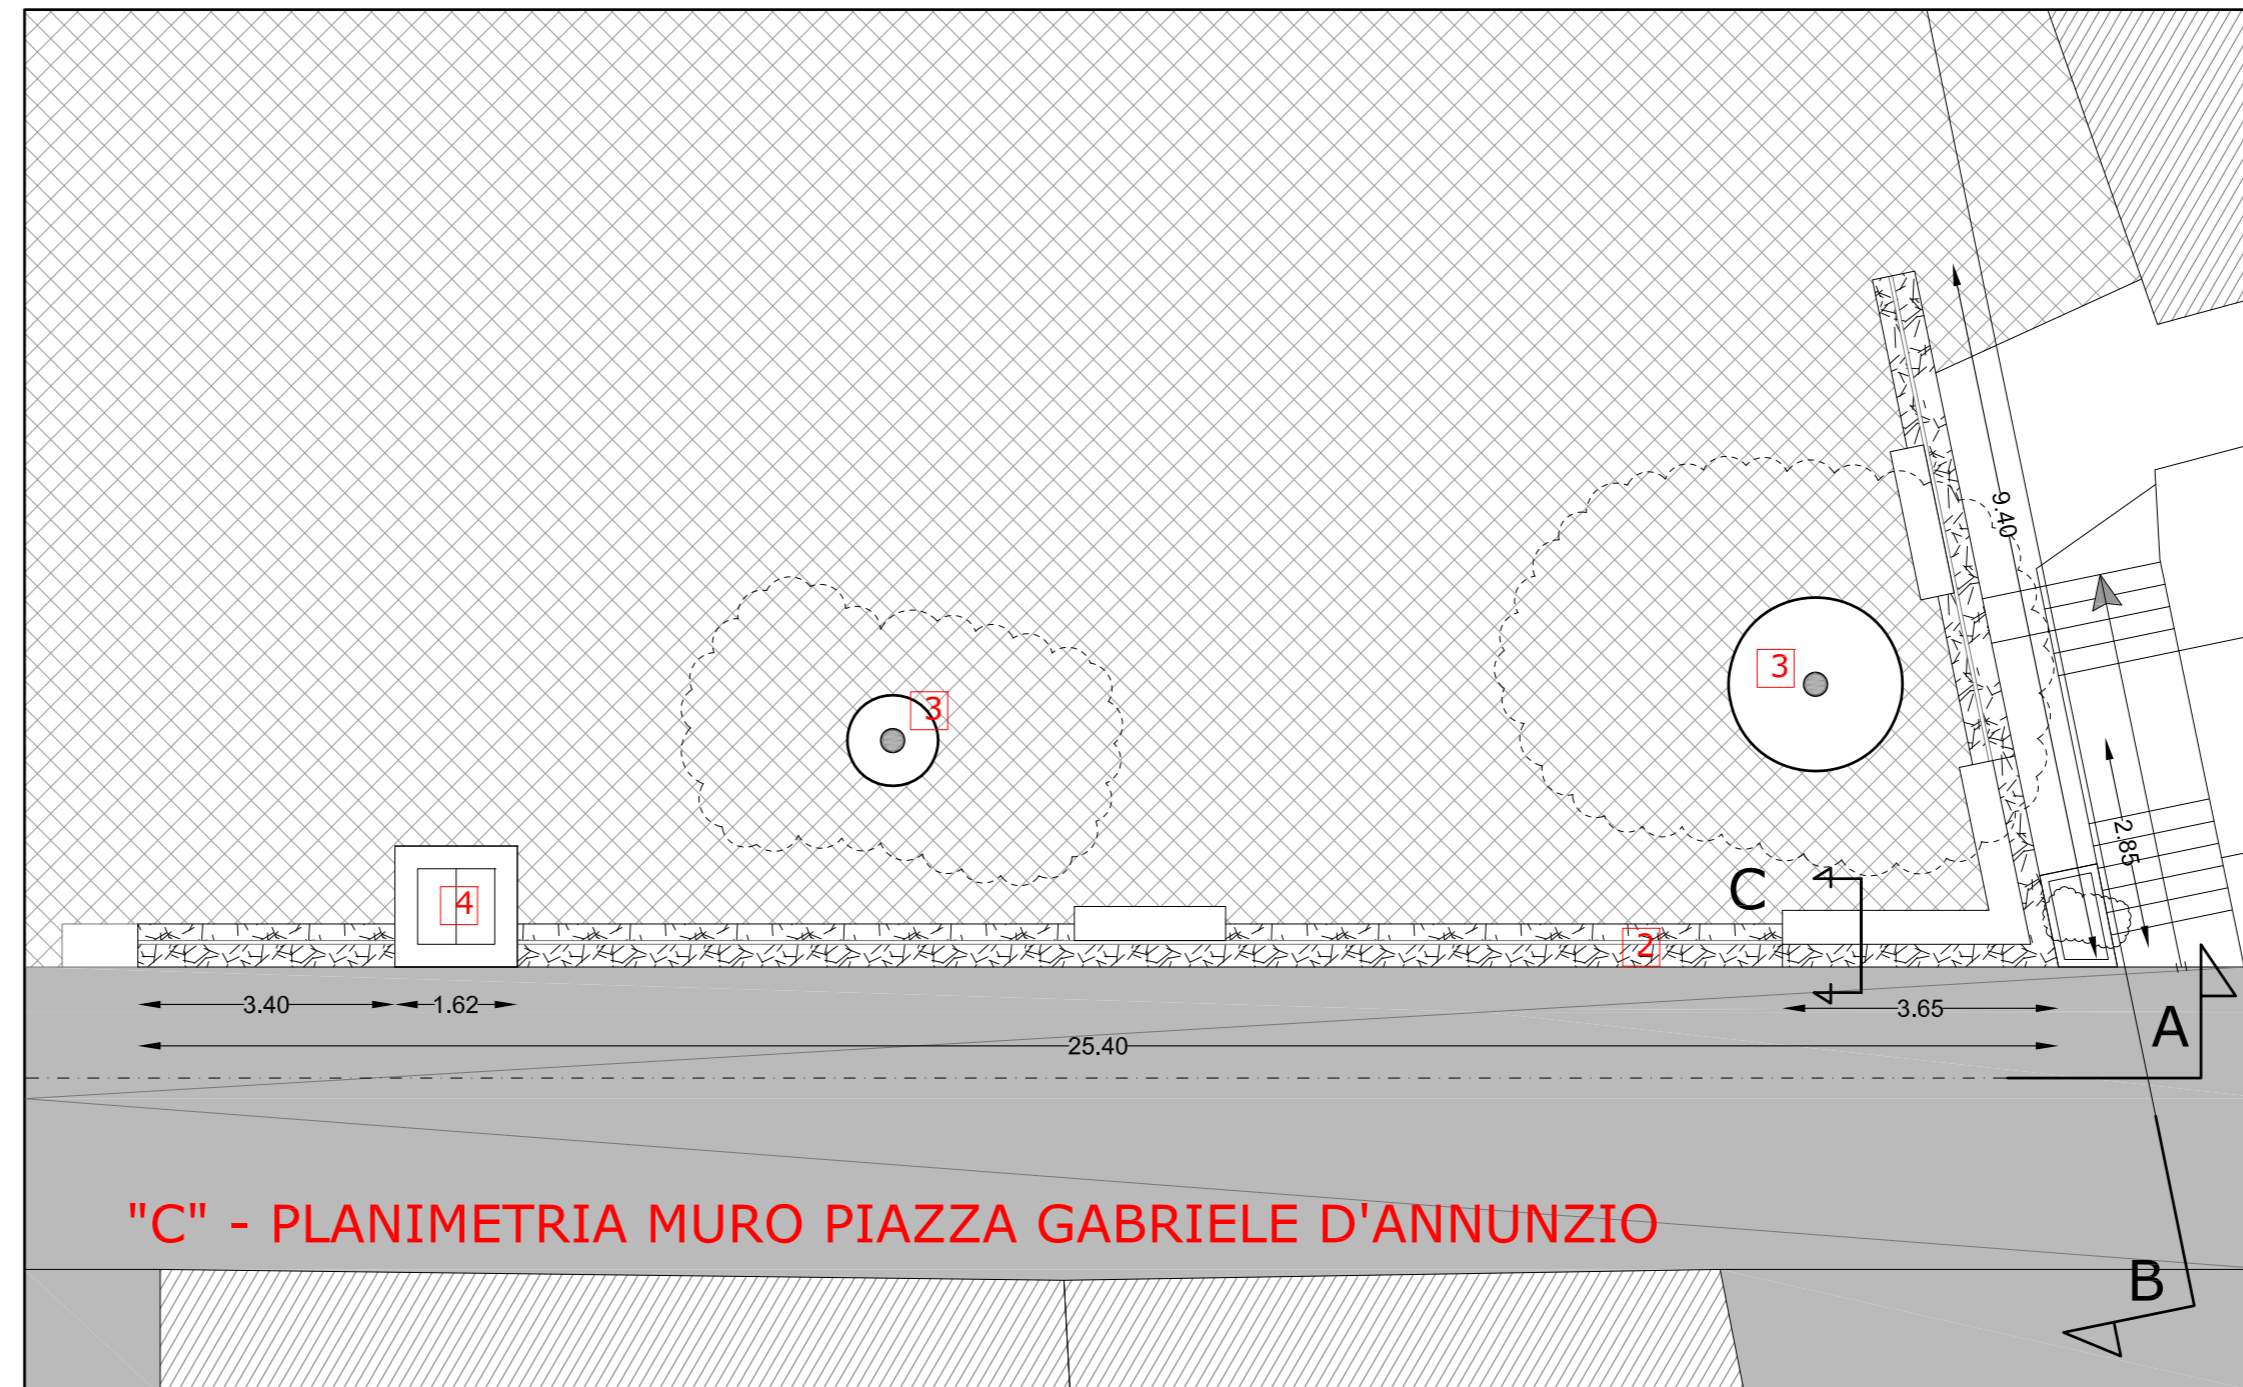 9.40
3
3
2.85
C
4
2
3.40
1.62
3.65
A
25.40
"C" - PLANIMETRIA MURO PIAZZA GABRIELE D'ANNUNZIO
B